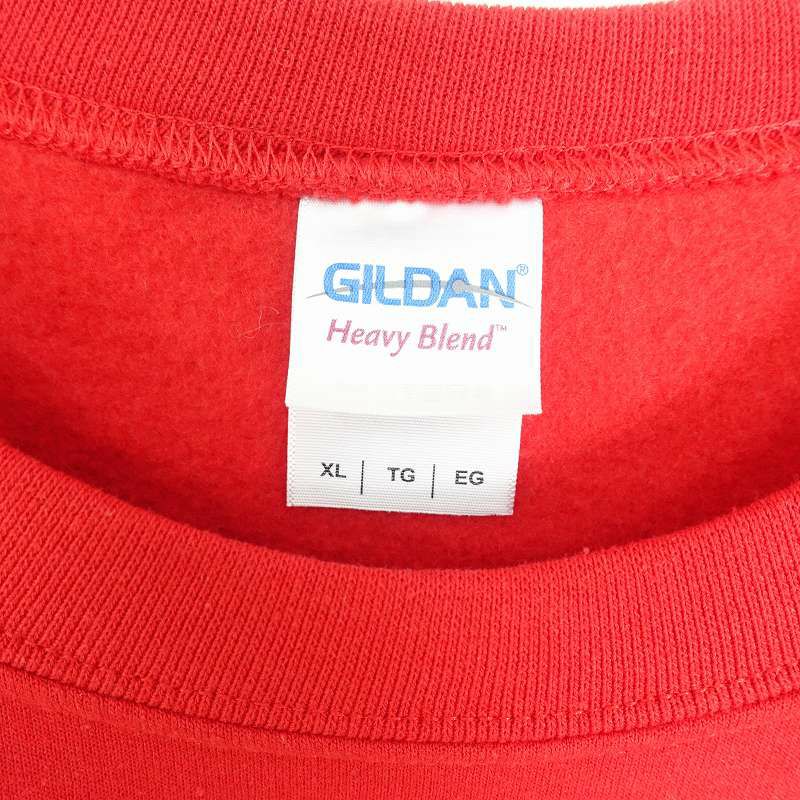 GILDAN®
Heavy Blend™
XL | TG | EG